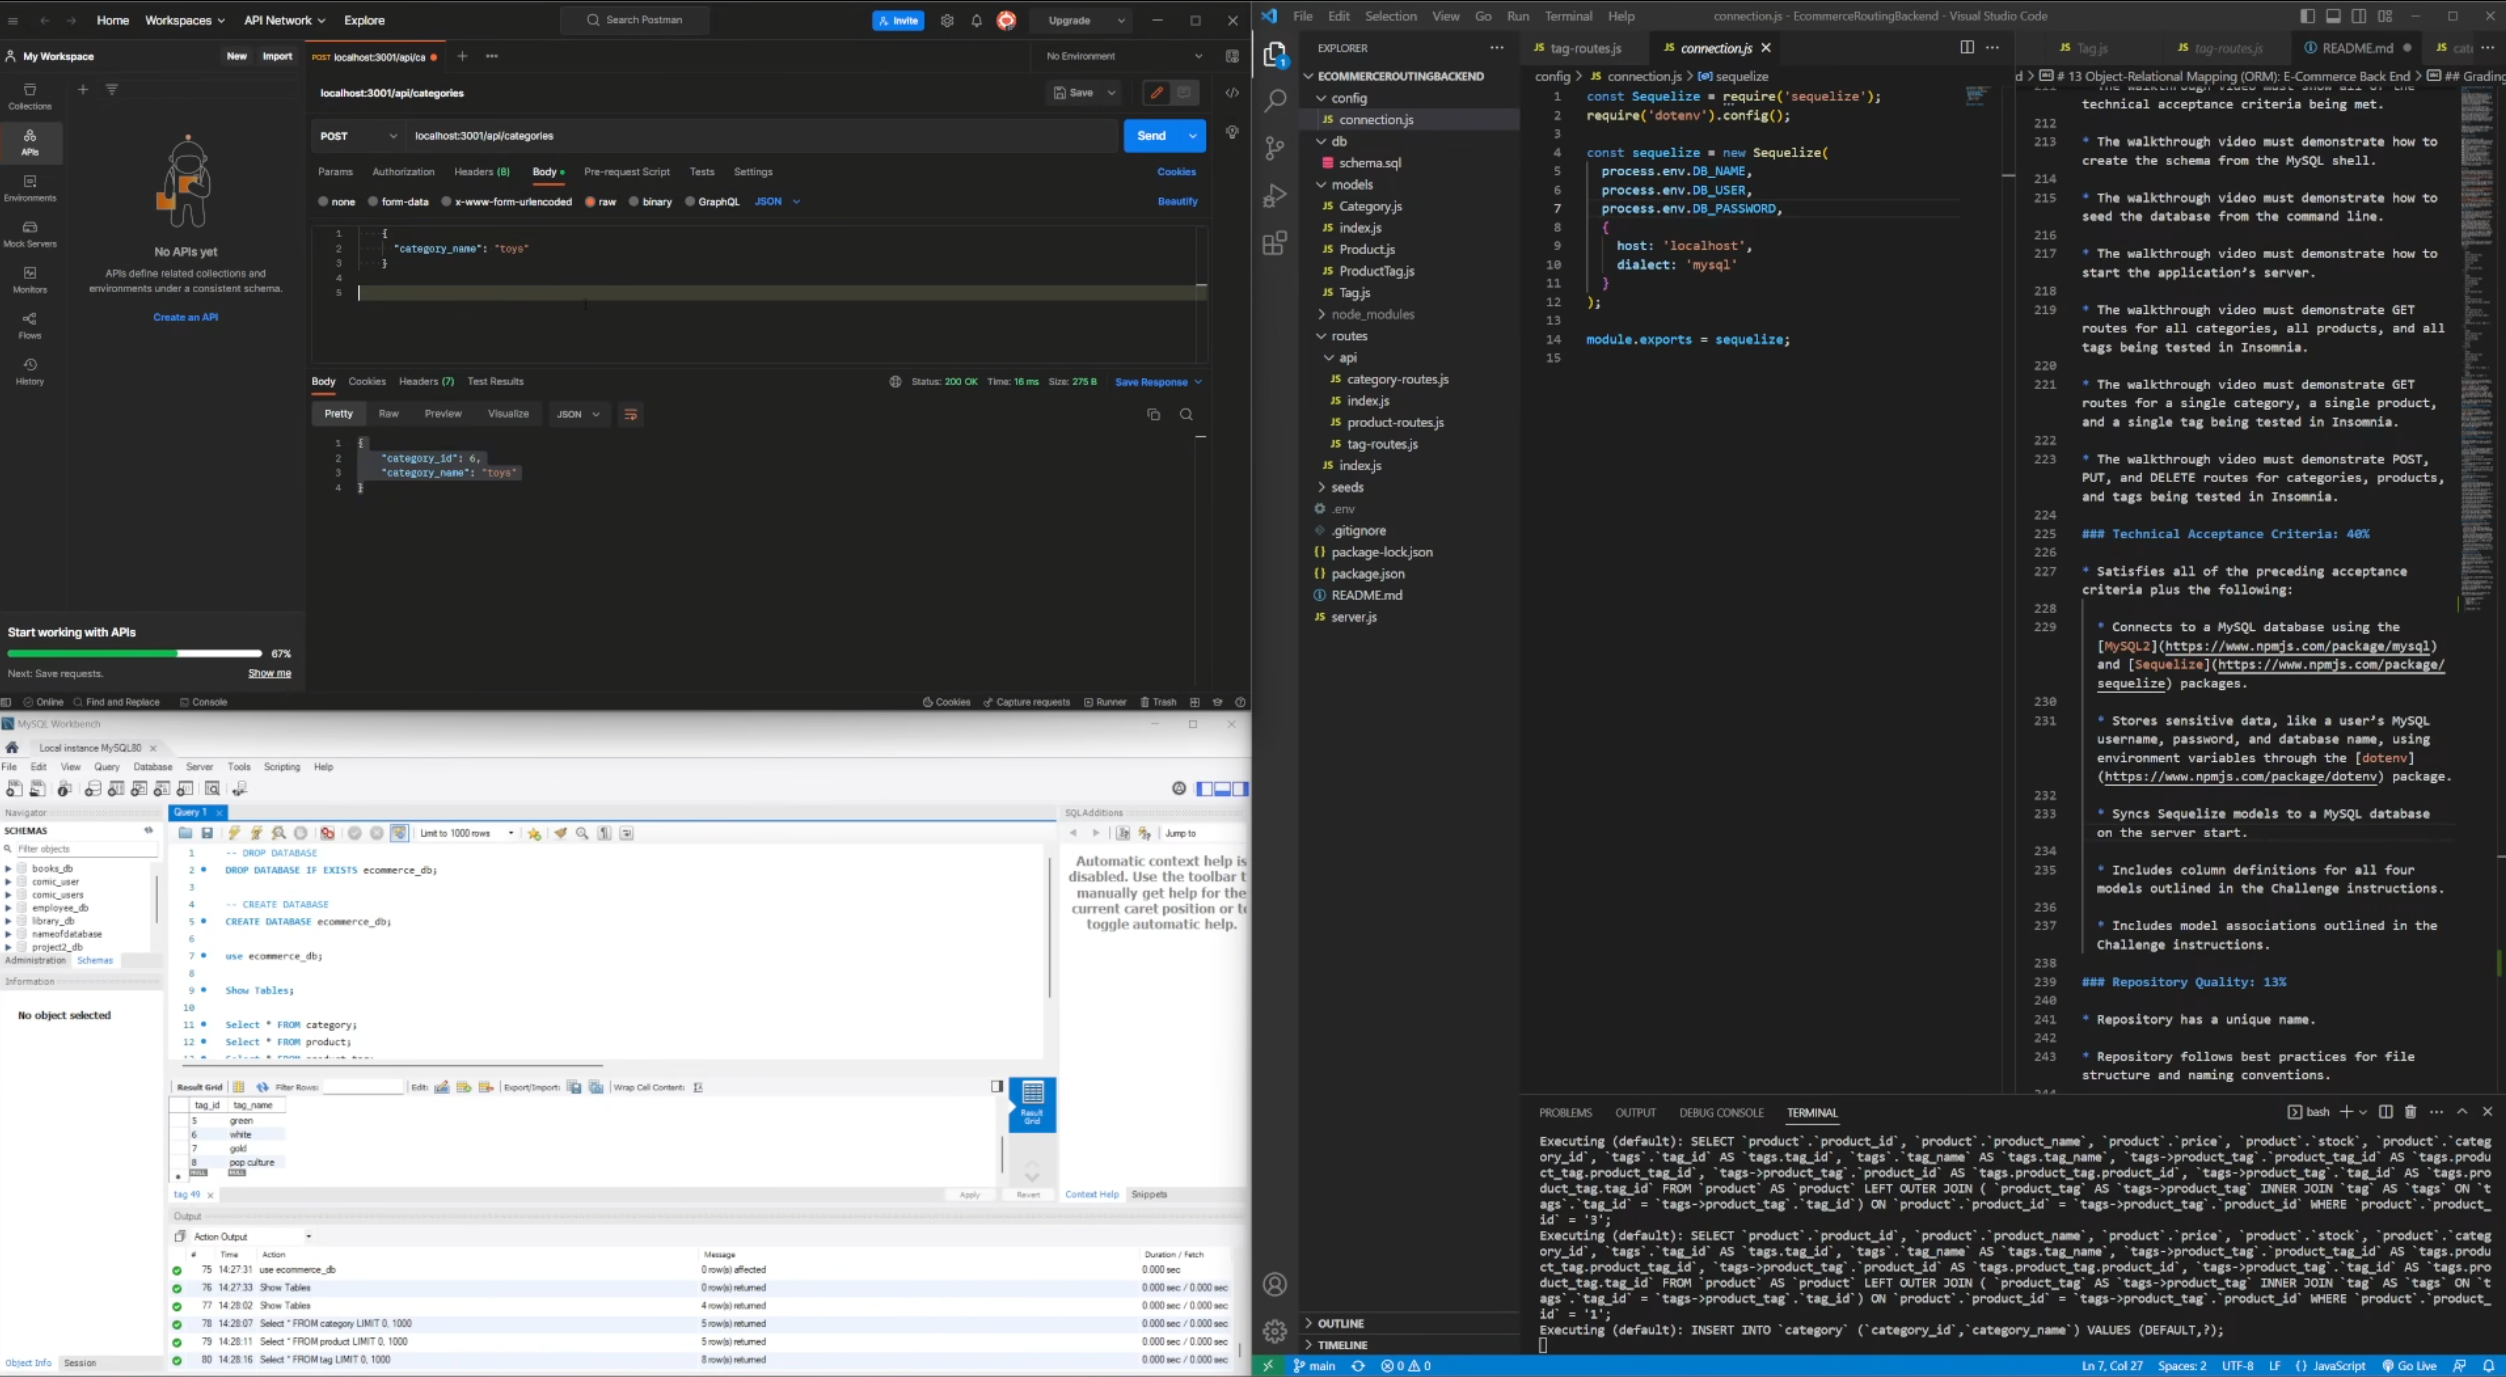 Home Workspaces API Network Explore Search Postman Invite Upgrade
My Workspace New Import POST localhost:3001/api/ca No Environment
localhost:3001/api/categories Save
Collections
APIs
Environments
Mock Servers
Monitors
Flows
History
No APIs yet
APIs define related collections and
environments under a consistent schema.
Create an API
Start working with APIs
67%
Next: Save requests. Show me
POST localhost:3001/api/categories Send
Params Authorization Headers (8) Body Pre-request Script Tests Settings Cookies
none form-data x-www-form-urlencoded raw binary GraphQL JSON Beautify
1 {
2 "category_name": "toys"
3 }
4
5
Body Cookies Headers (7) Test Results Status: 200 OK Time: 16 ms Size: 275 B Save Response
Pretty Raw Preview Visualize JSON
1 {
2 "category_id": 6,
3 "category_name": "toys"
4 }
Online Find and Replace Console Cookies Capture requests Runner Trash
MySQL Workbench
Local instance MySQL80
File Edit View Query Database Server Tools Scripting Help
Navigator
SCHEMAS
Filter objects
books_db
comic_user
comic_users
employee_db
library_db
nameofdatabase
project2_db
Administration Schemas
Information
No object selected
Object Info Session
Query 1
Limit to 1000 rows
1 -- DROP DATABASE
2 DROP DATABASE IF EXISTS ecommerce_db;
3
4 -- CREATE DATABASE
5 CREATE DATABASE ecommerce_db;
6
7 use ecommerce_db;
8
9 Show Tables;
10
11 Select * FROM category;
12 Select * FROM product;
SQLAdditions
Jump to
Automatic context help is
disabled. Use the toolbar t
manually get help for the
current caret position or to
toggle automatic help.
Result Grid Filter Rows: Edit: Export/Import: Wrap Cell Content:
tag_id tag_name
5 green
6 white
7 gold
8 pop culture
NULL NULL
Result
Grid
tag 49 Apply Revert Context Help Snippets
Output
Action Output
# Time Action Message Duration / Fetch
75 14:27:31 use ecommerce_db 0 row(s) affected 0.000 sec
76 14:27:33 Show Tables 0 row(s) returned 0.000 sec / 0.000 sec
77 14:28:02 Show Tables 4 row(s) returned 0.000 sec / 0.000 sec
78 14:28:07 Select * FROM category LIMIT 0, 1000 5 row(s) returned 0.000 sec / 0.000 sec
79 14:28:11 Select * FROM product LIMIT 0, 1000 5 row(s) returned 0.000 sec / 0.000 sec
80 14:28:16 Select * FROM tag LIMIT 0, 1000 8 row(s) returned 0.000 sec / 0.000 sec
File Edit Selection View Go Run Terminal Help connection.js - EcommerceRoutingBackend - Visual Studio Code
1
EXPLORER
ECOMMERCEROUTINGBACKEND
config
JS connection.js
db
schema.sql
models
JS Category.js
JS index.js
JS Product.js
JS ProductTag.js
JS Tag.js
node_modules
routes
api
JS category-routes.js
JS index.js
JS product-routes.js
JS tag-routes.js
JS index.js
seeds
.env
.gitignore
{} package-lock.json
{} package.json
README.md
JS server.js
OUTLINE
TIMELINE
JS tag-routes.js JS connection.js
config > JS connection.js > sequelize
1 const Sequelize = require('sequelize');
2 require('dotenv').config();
3
4 const sequelize = new Sequelize(
5 process.env.DB_NAME,
6 process.env.DB_USER,
7 process.env.DB_PASSWORD,
8 {
9 host: 'localhost',
10 dialect: 'mysql'
11 }
12 );
13
14 module.exports = sequelize;
15
JS Tag.js JS tag-routes.js README.md JS cat
d > # 13 Object-Relational Mapping (ORM): E-Commerce Back End > ## Grading
technical acceptance criteria being met.
212
213 * The walkthrough video must demonstrate how to
create the schema from the MySQL shell.
214
215 * The walkthrough video must demonstrate how to
seed the database from the command line.
216
217 * The walkthrough video must demonstrate how to
start the application's server.
218
219 * The walkthrough video must demonstrate GET
routes for all categories, all products, and all
tags being tested in Insomnia.
220
221 * The walkthrough video must demonstrate GET
routes for a single category, a single product,
and a single tag being tested in Insomnia.
222
223 * The walkthrough video must demonstrate POST,
PUT, and DELETE routes for categories, products,
and tags being tested in Insomnia.
224
225 ### Technical Acceptance Criteria: 40%
226
227 * Satisfies all of the preceding acceptance
criteria plus the following:
228
229 * Connects to a MySQL database using the
[MySQL2](https://www.npmjs.com/package/mysql)
and [Sequelize](https://www.npmjs.com/package/
sequelize) packages.
230
231 * Stores sensitive data, like a user's MySQL
username, password, and database name, using
environment variables through the [dotenv]
(https://www.npmjs.com/package/dotenv) package.
232
233 * Syncs Sequelize models to a MySQL database
on the server start.
234
235 * Includes column definitions for all four
models outlined in the Challenge instructions.
236
237 * Includes model associations outlined in the
Challenge instructions.
238
239 ### Repository Quality: 13%
240
241 * Repository has a unique name.
242
243 * Repository follows best practices for file
structure and naming conventions.
PROBLEMS OUTPUT DEBUG CONSOLE TERMINAL bash
Executing (default): SELECT `product`.`product_id`, `product`.`product_name`, `product`.`price`, `product`.`stock`, `product`.`categ
ory_id`, `tags`.`tag_id` AS `tags.tag_id`, `tags`.`tag_name` AS `tags.tag_name`, `tags->product_tag`.`product_tag_id` AS `tags.produ
ct_tag.product_tag_id`, `tags->product_tag`.`product_id` AS `tags.product_tag.product_id`, `tags->product_tag`.`tag_id` AS `tags.pro
duct_tag.tag_id` FROM `product` AS `product` LEFT OUTER JOIN ( `product_tag` AS `tags->product_tag` INNER JOIN `tag` AS `tags` ON `t
ags`.`tag_id` = `tags->product_tag`.`tag_id`) ON `product`.`product_id` = `tags->product_tag`.`product_id` WHERE `product`.`product_
id` = '3';
Executing (default): SELECT `product`.`product_id`, `product`.`product_name`, `product`.`price`, `product`.`stock`, `product`.`categ
ory_id`, `tags`.`tag_id` AS `tags.tag_id`, `tags`.`tag_name` AS `tags.tag_name`, `tags->product_tag`.`product_tag_id` AS `tags.produ
ct_tag.product_tag_id`, `tags->product_tag`.`product_id` AS `tags.product_tag.product_id`, `tags->product_tag`.`tag_id` AS `tags.pro
duct_tag.tag_id` FROM `product` AS `product` LEFT OUTER JOIN ( `product_tag` AS `tags->product_tag` INNER JOIN `tag` AS `tags` ON `t
ags`.`tag_id` = `tags->product_tag`.`tag_id`) ON `product`.`product_id` = `tags->product_tag`.`product_id` WHERE `product`.`product_
id` = '1';
Executing (default): INSERT INTO `category` (`category_id`,`category_name`) VALUES (DEFAULT,?);
main 0 0 Ln 7, Col 27 Spaces: 2 UTF-8 LF {} JavaScript Go Live